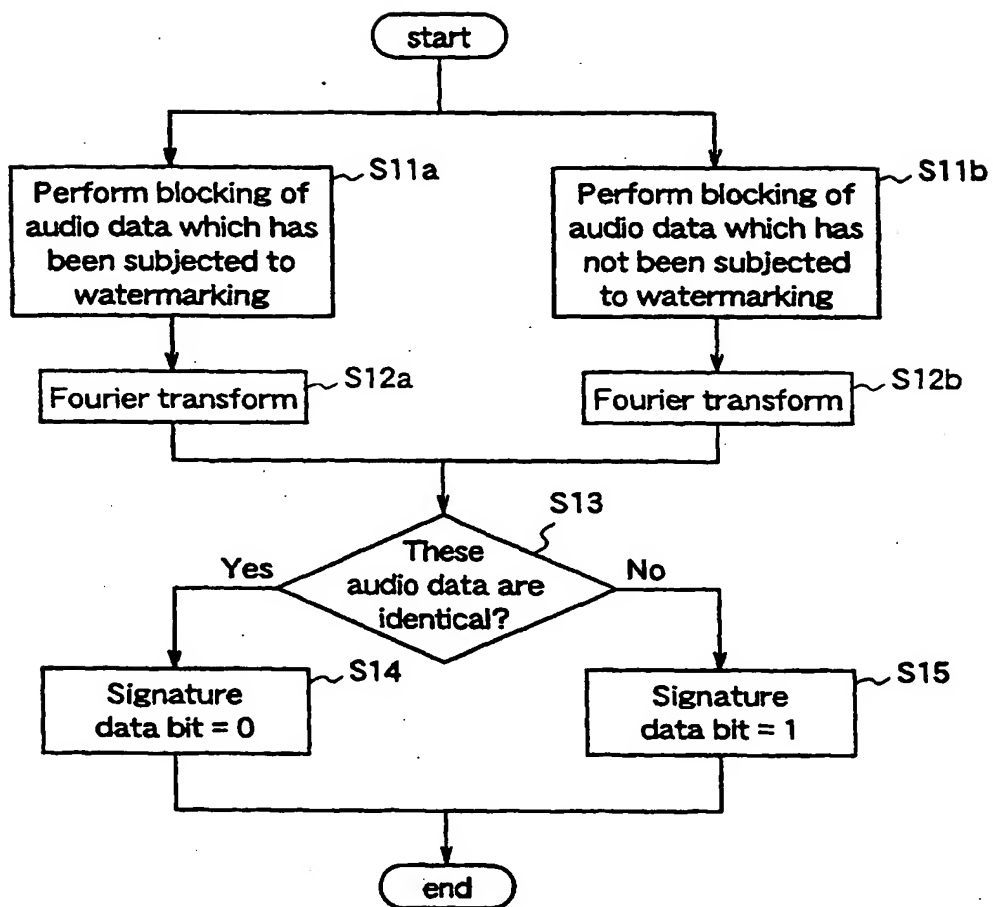 start
S11a
Perform blocking of
audio data which has
been subjected to
watermarking
S11b
Perform blocking of
audio data which has
not been subjected
to watermarking
S12a
Fourier transform
S12b
Fourier transform
S13
These
audio data are
identical?
Yes
No
S14
Signature
data bit = 0
S15
Signature
data bit = 1
end